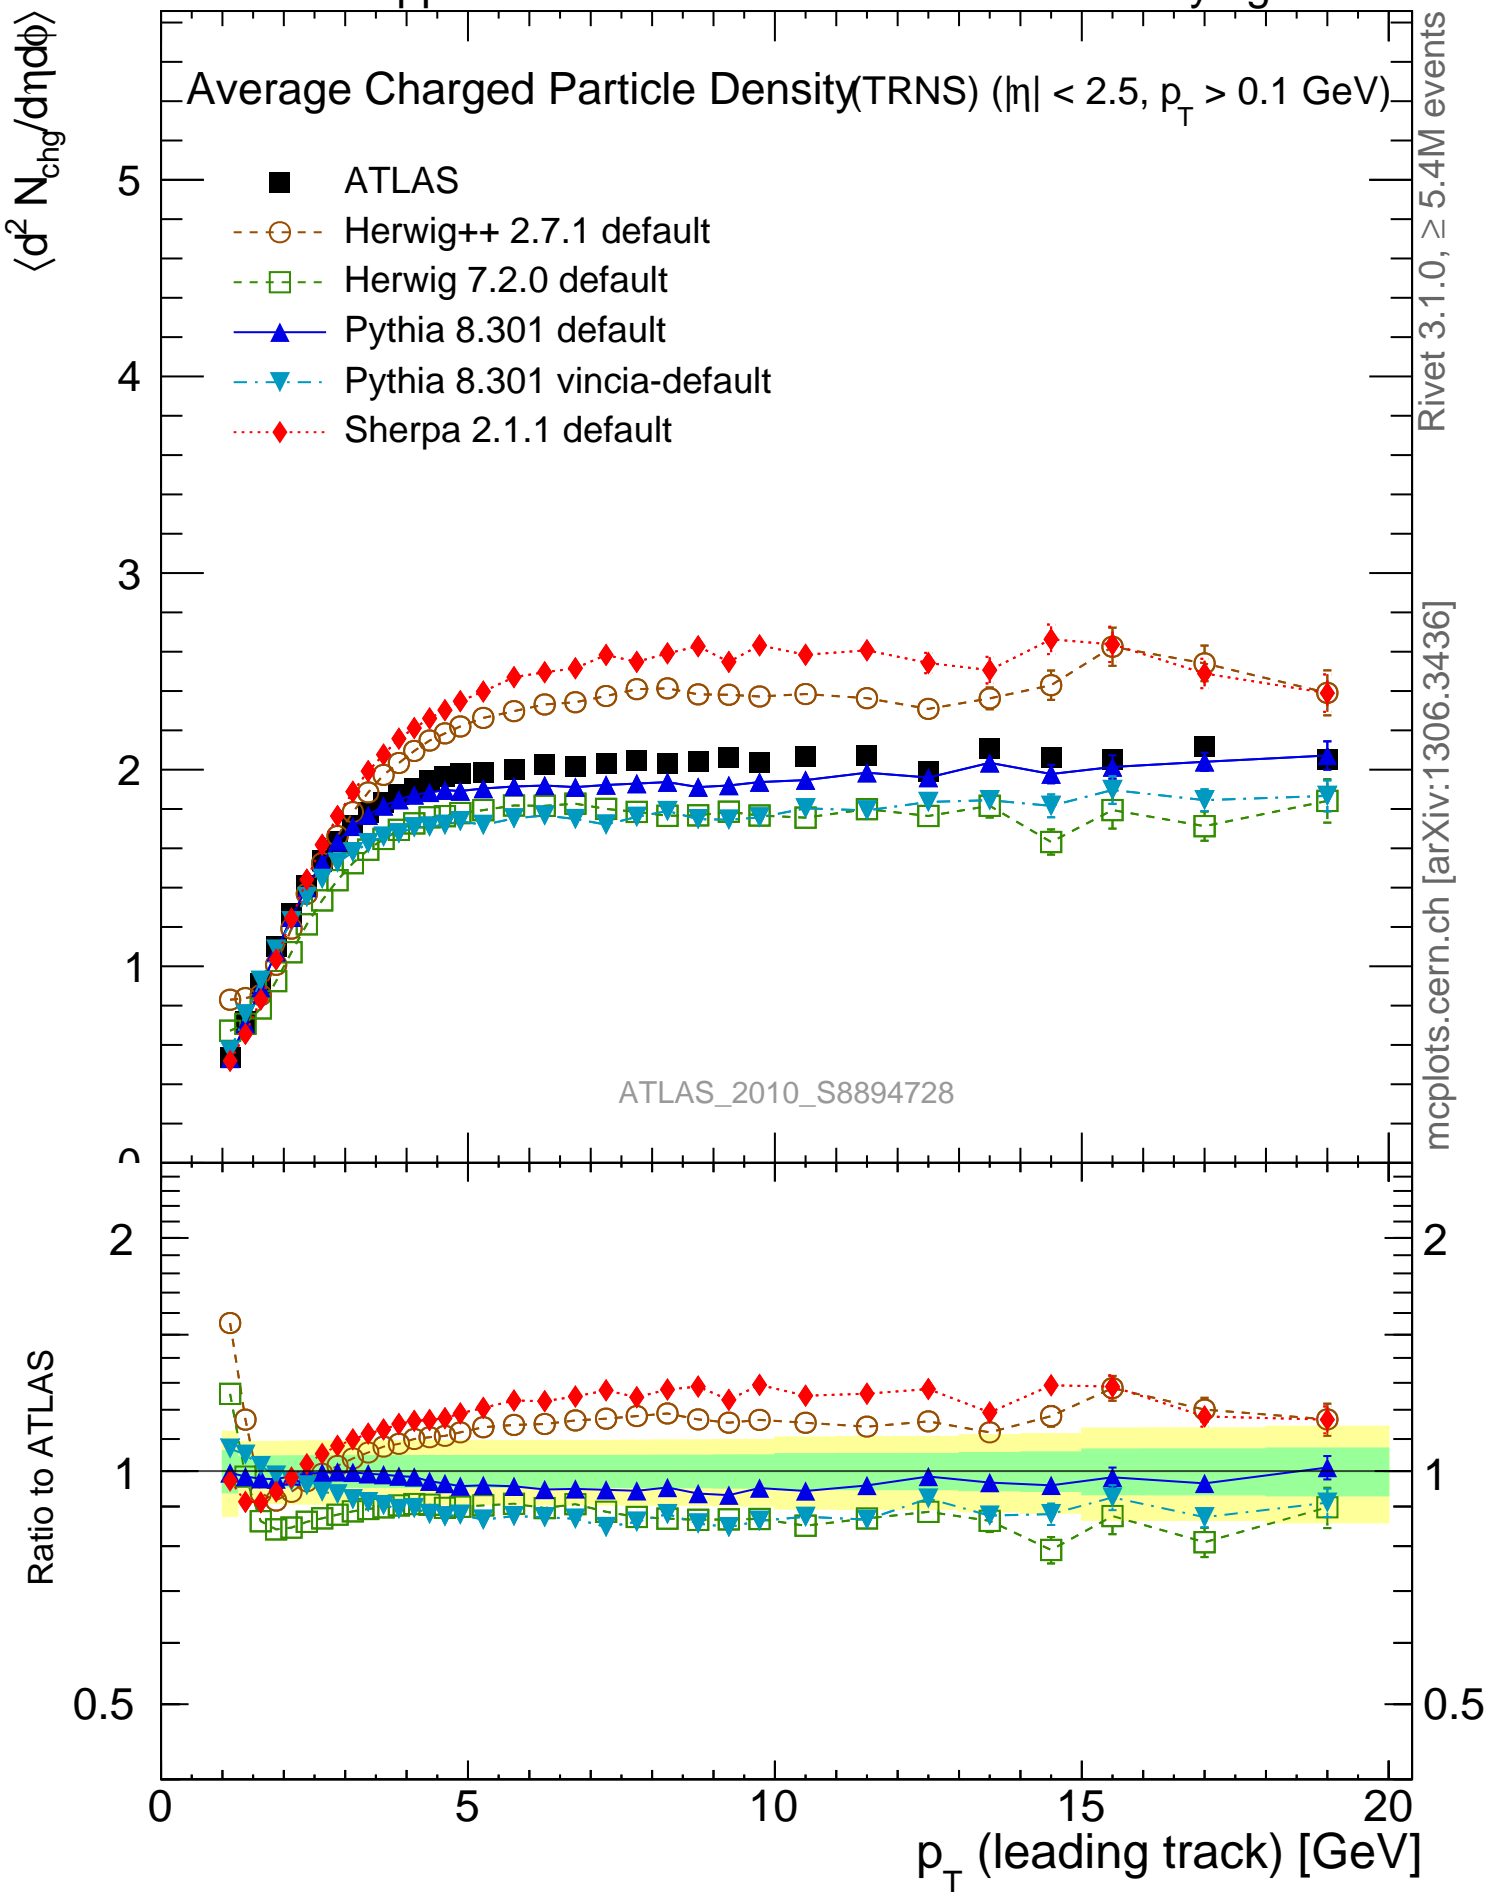 Average Charged Particle Density(TRNS) (|η| < 2.5, p_T > 0.1 GeV)
⟨d² N_chg/dηdϕ⟩
ATLAS
Herwig++ 2.7.1 default
Herwig 7.2.0 default
Pythia 8.301 default
Pythia 8.301 vincia-default
Sherpa 2.1.1 default
5
4
3
2
1
0
ATLAS_2010_S8894728
Rivet 3.1.0, ≥ 5.4M events
mcplots.cern.ch [arXiv:1306.3436]
Ratio to ATLAS
2
1
0.5
2
1
0.5
0
5
10
15
20
p_T (leading track) [GeV]